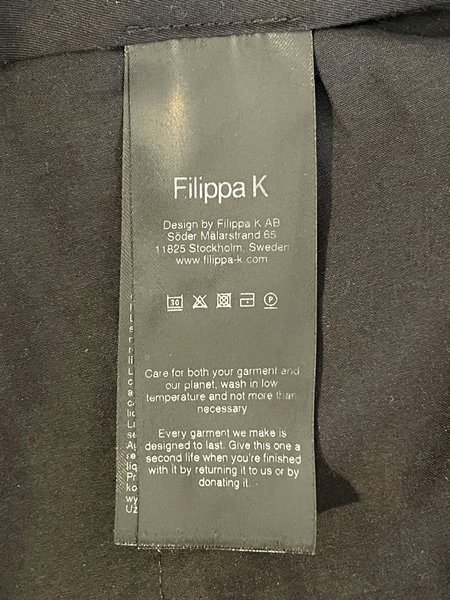 Filippa K
Design by Filippa K AB
Söder Mälarstrand 65
11825 Stockholm, Sweden
www.filippa-k.com
30
P
Care for both your garment and
our planet, wash in low
temperature and not more than
necessary
Every garment we make is
designed to last. Give this one a
second life when you're finished
with it by returning it to us or by
donating it.